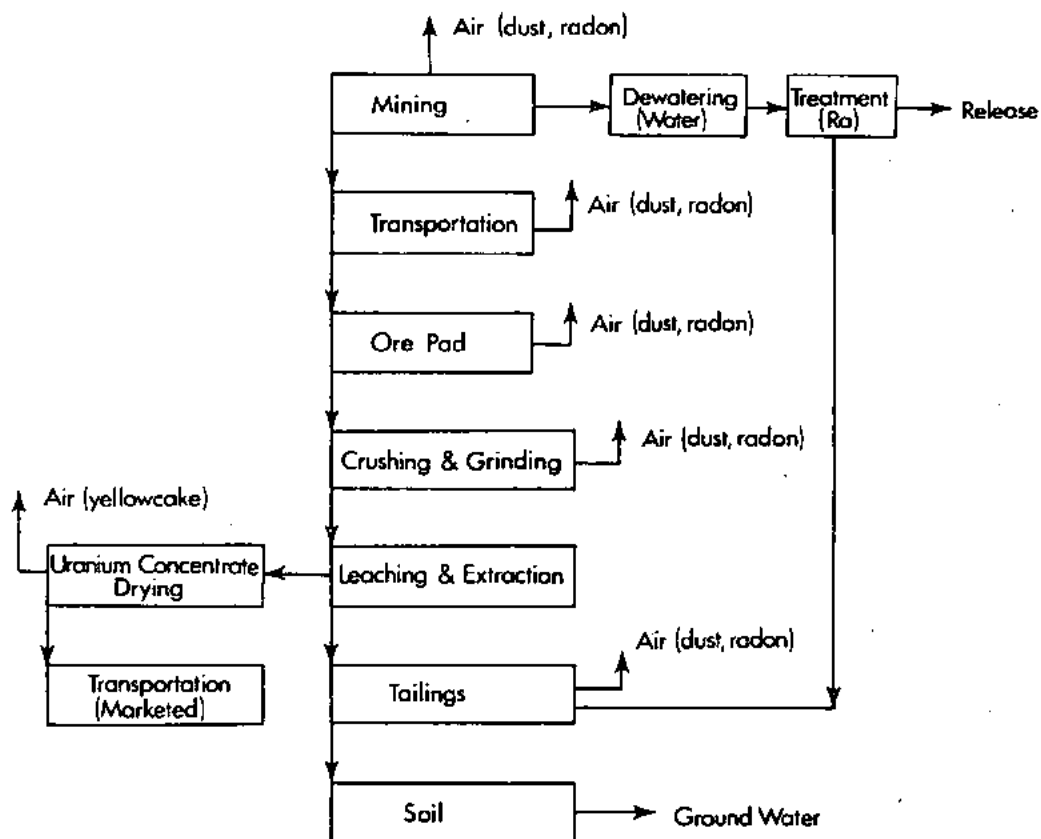 Air (dust, radon)
Mining
Dewatering
(Water)
Treatment
(Ra)
Release
Transportation
Air (dust, radon)
Ore Pad
Air (dust, radon)
Crushing & Grinding
Air (dust, radon)
Air (yellowcake)
Uranium Concentrate
Drying
Leaching & Extraction
Transportation
(Marketed)
Tailings
Air (dust, radon)
Soil
Ground Water